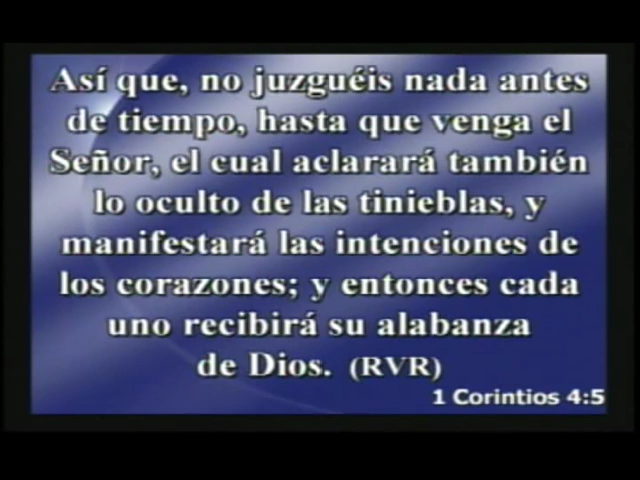 Así que, no juzguéis nada antes
de tiempo, hasta que venga el
Señor, el cual aclarará también
lo oculto de las tinieblas, y
manifestará las intenciones de
los corazones; y entonces cada
uno recibirá su alabanza
de Dios. (RVR)
1 Corintios 4:5